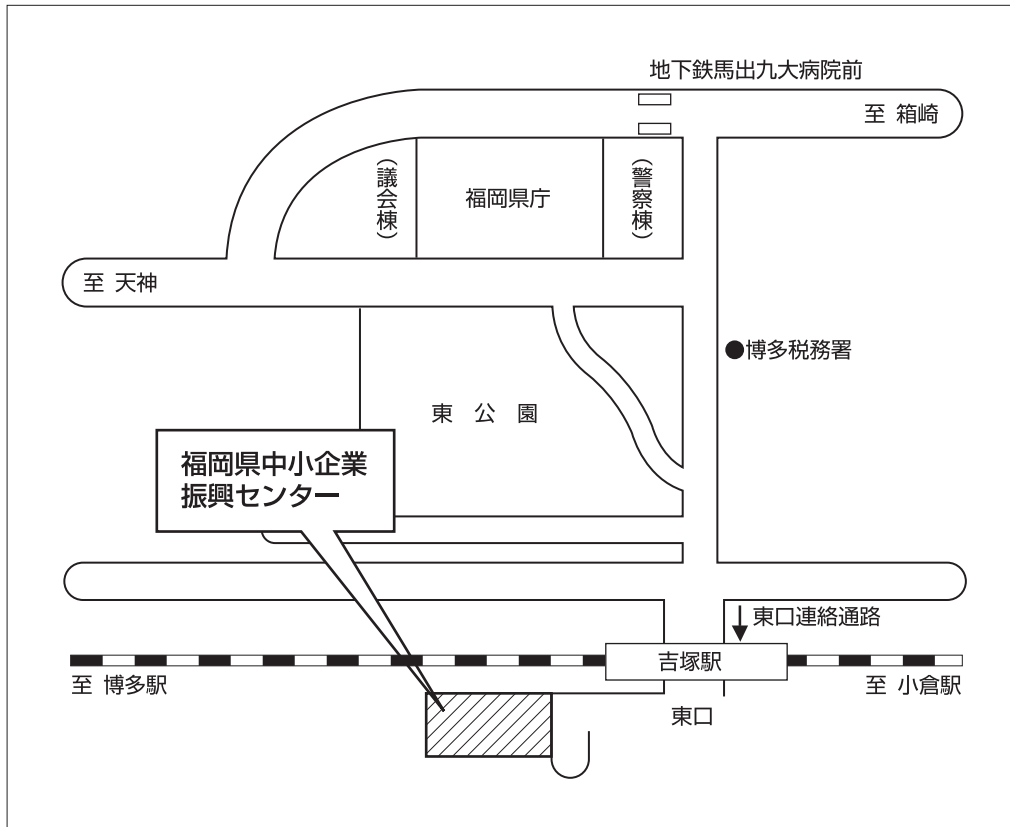 地下鉄馬出九大病院前
至 箱崎
(議会棟)
福岡県庁
(警察棟)
至 天神
●博多税務署
東 公 園
福岡県中小企業
振興センター
東口連絡通路
吉塚駅
至 博多駅
至 小倉駅
東口